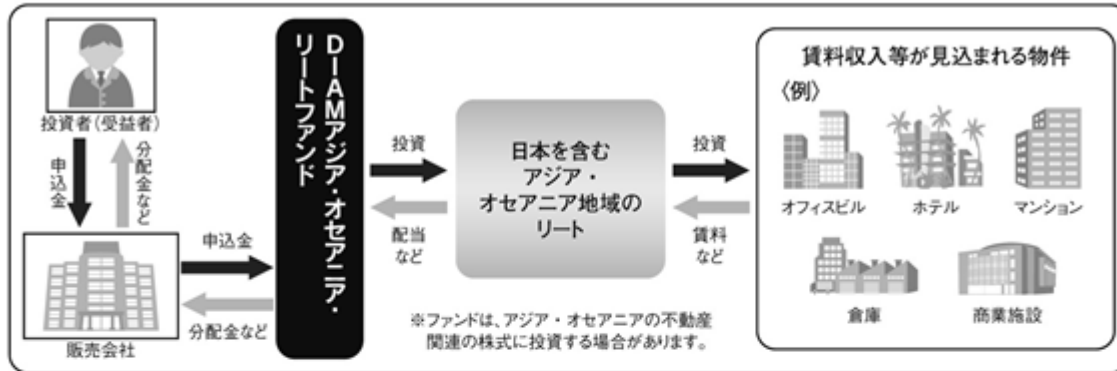 投資者(受益者)
申込金
分配金など
販売会社
申込金
分配金など
DIAMアジア・オセアニア・
リートファンド
投資
配当
など
日本を含む
アジア・
オセアニア地域の
リート
投資
賃料
など
※ファンドは、アジア・オセアニアの不動産
関連の株式に投資する場合があります。
賃料収入等が見込まれる物件
〈例〉
オフィスビル
ホテル
マンション
倉庫
商業施設